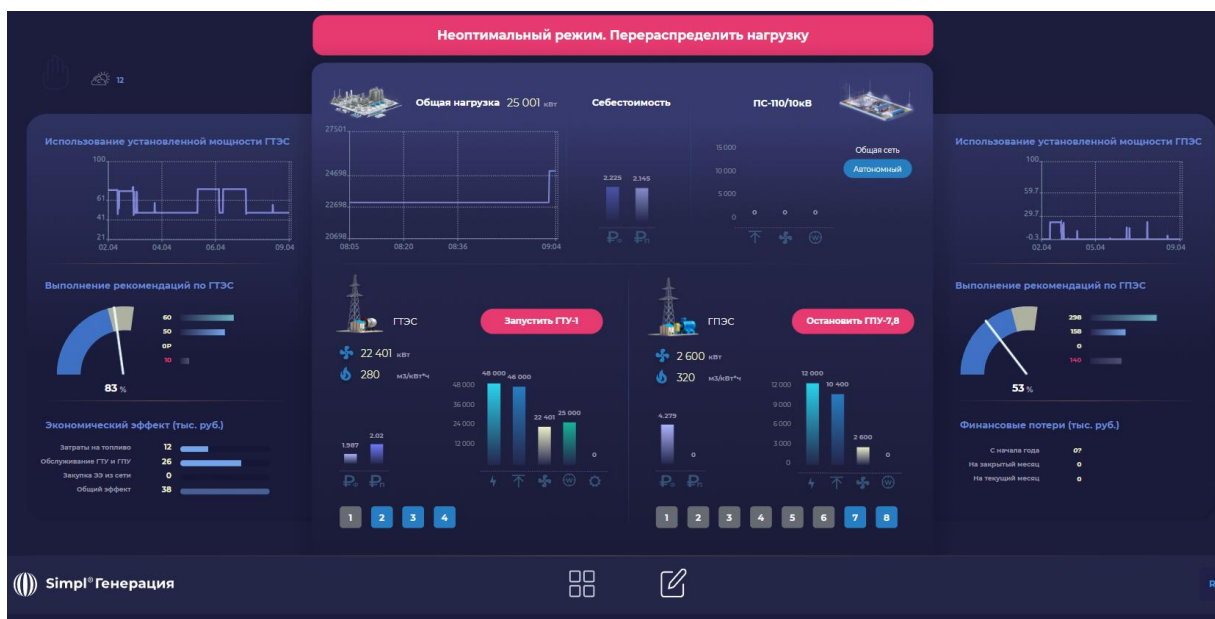 Неоптимальный режим. Перераспределить нагрузку
12
Общая нагрузка 25 001 кВт
Себестоимость
ПС-110/10кВ
27501
24698
22698
20698
08:05 08:20 08:36 09:04
2.225 2.145
₽э ₽п
15 000
10 000
5 000
0
0 0 0
W
Общая сеть
Автономный
Использование установленной мощности ГТЭС
100
61
41
21
02.04 04.04 06.04 09.04
Использование установленной мощности ГПЭС
100
59.7
29.7
-0.3
02.04 05.04 09.04
Выполнение рекомендаций по ГТЭС
60
50
0Р
10
83 %
Выполнение рекомендаций по ГПЭС
298
158
0
140
53 %
ГТЭС
Запустить ГТУ-1
22 401 кВт
280 м3/кВт*ч
1.987 2.02
₽э ₽п
48 000
36 000
24 000
12 000
48 000 46 000 22 401 25 000 0
W
1 2 3 4
ГПЭС
Остановить ГПУ-7,8
2 600 кВт
320 м3/кВт*ч
4.279 0
₽э ₽п
12 000
9 000
6 000
3 000
0
12 000 10 400 2 600 0
W
1 2 3 4 5 6 7 8
Экономический эффект (тыс. руб.)
Затраты на топливо 12
Обслуживание ГТУ и ГПУ 26
Закупка ЭЭ из сети 0
Общий эффект 38
Финансовые потери (тыс. руб.)
С начала года 0?
На закрытый месяц 0
На текущий месяц 0
Simpl® Генерация
R